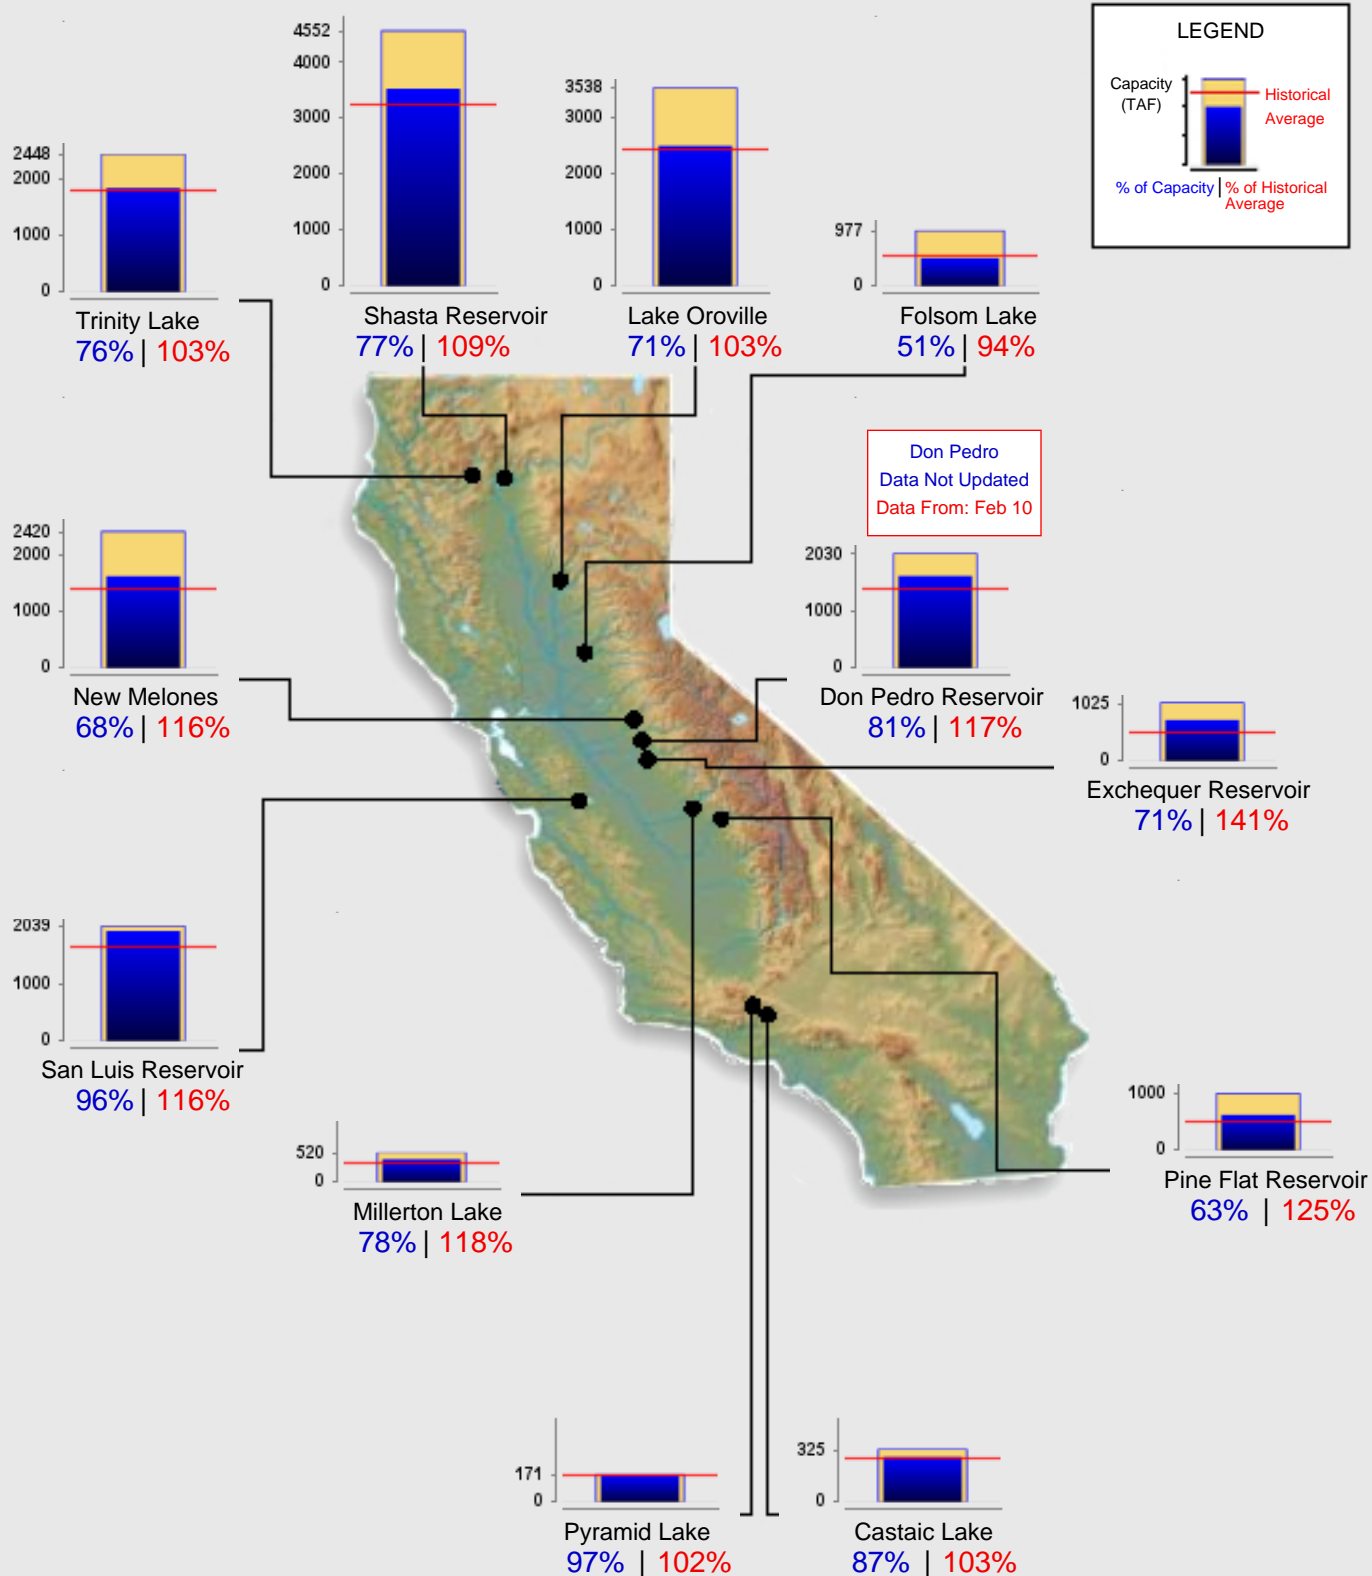 LEGEND
Capacity
(TAF)
Historical
Average
% of Capacity | % of Historical
Average
4552
4000
3000
2000
1000
0
Shasta Reservoir
77% | 109%
3538
3000
2000
1000
0
Lake Oroville
71% | 103%
2448
2000
1000
0
Trinity Lake
76% | 103%
977
0
Folsom Lake
51% | 94%
Don Pedro
Data Not Updated
Data From: Feb 10
2420
2000
1000
0
New Melones
68% | 116%
2030
1000
0
Don Pedro Reservoir
81% | 117%
1025
0
Exchequer Reservoir
71% | 141%
2039
1000
0
San Luis Reservoir
96% | 116%
520
0
Millerton Lake
78% | 118%
1000
0
Pine Flat Reservoir
63% | 125%
171
0
Pyramid Lake
97% | 102%
325
0
Castaic Lake
87% | 103%